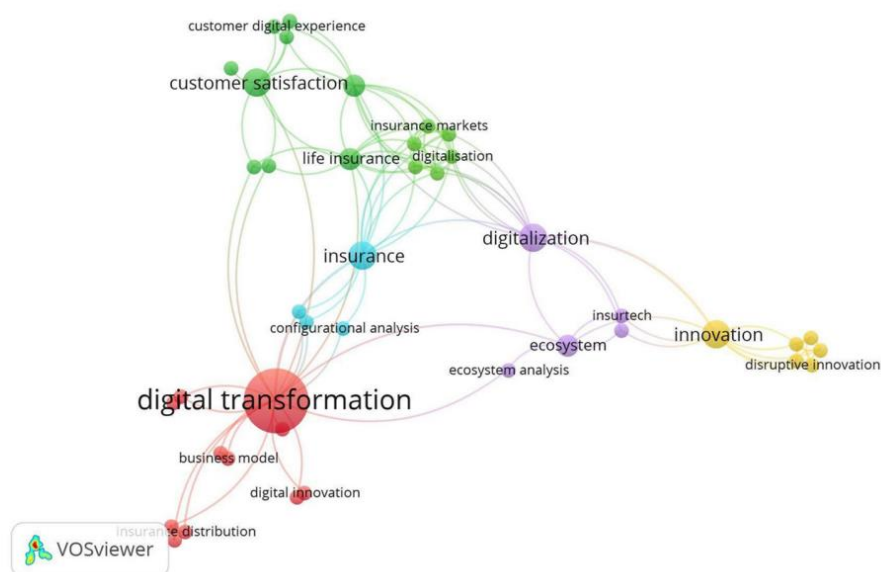 customer digital experience
customer satisfaction
insurance markets
life insurance
digitalisation
digitalization
insurance
insurtech
configurational analysis
innovation
ecosystem
disruptive innovation
ecosystem analysis
digital transformation
business model
digital innovation
insurance distribution
VOSviewer